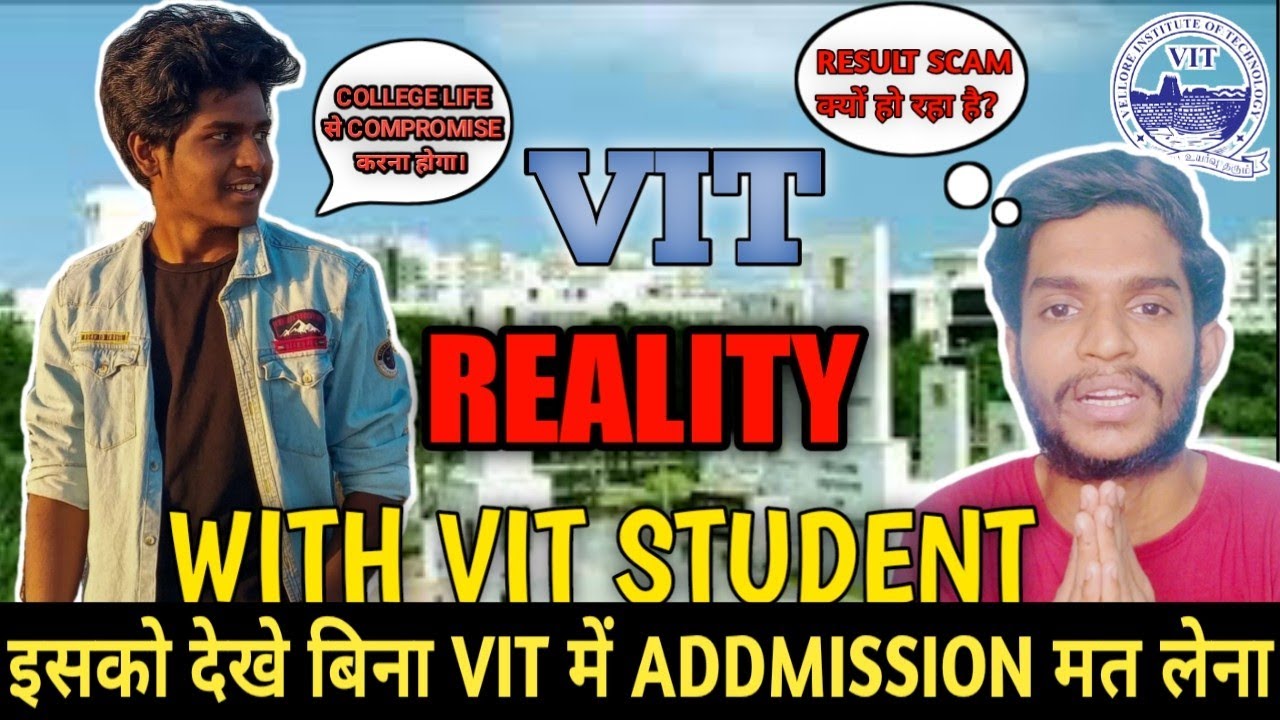 COLLEGE LIFE
से COMPROMISE
करना होगा।
RESULT SCAM
क्यों हो रहा है?
VELLORE INSTITUTE OF TECHNOLOGY
VIT
VIT
REALITY
WITH VIT STUDENT
इसको देखे बिना VIT में ADDMISSION मत लेना